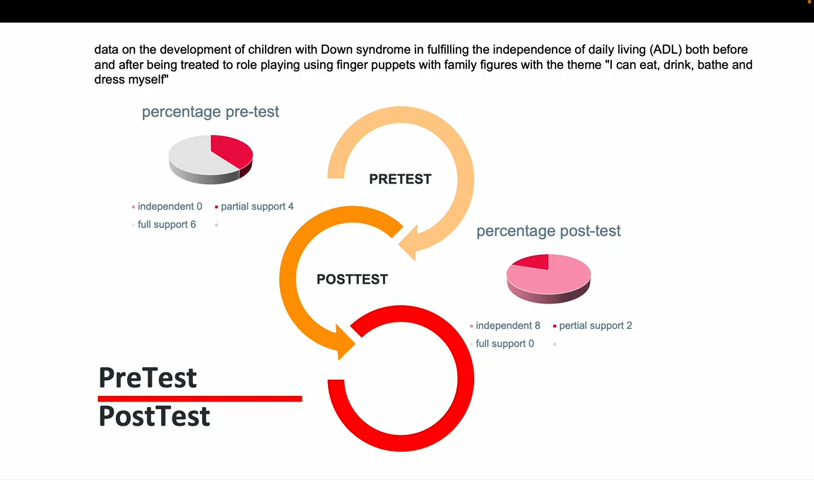 data on the development of children with Down syndrome in fulfilling the independence of daily living (ADL) both before
and after being treated to role playing using finger puppets with family figures with the theme "I can eat, drink, bathe and
dress myself"
percentage pre-test
independent 0 partial support 4
full support 6
PRETEST
POSTTEST
percentage post-test
independent 8 pertial support 2
full support 0
PreTest
PostTest